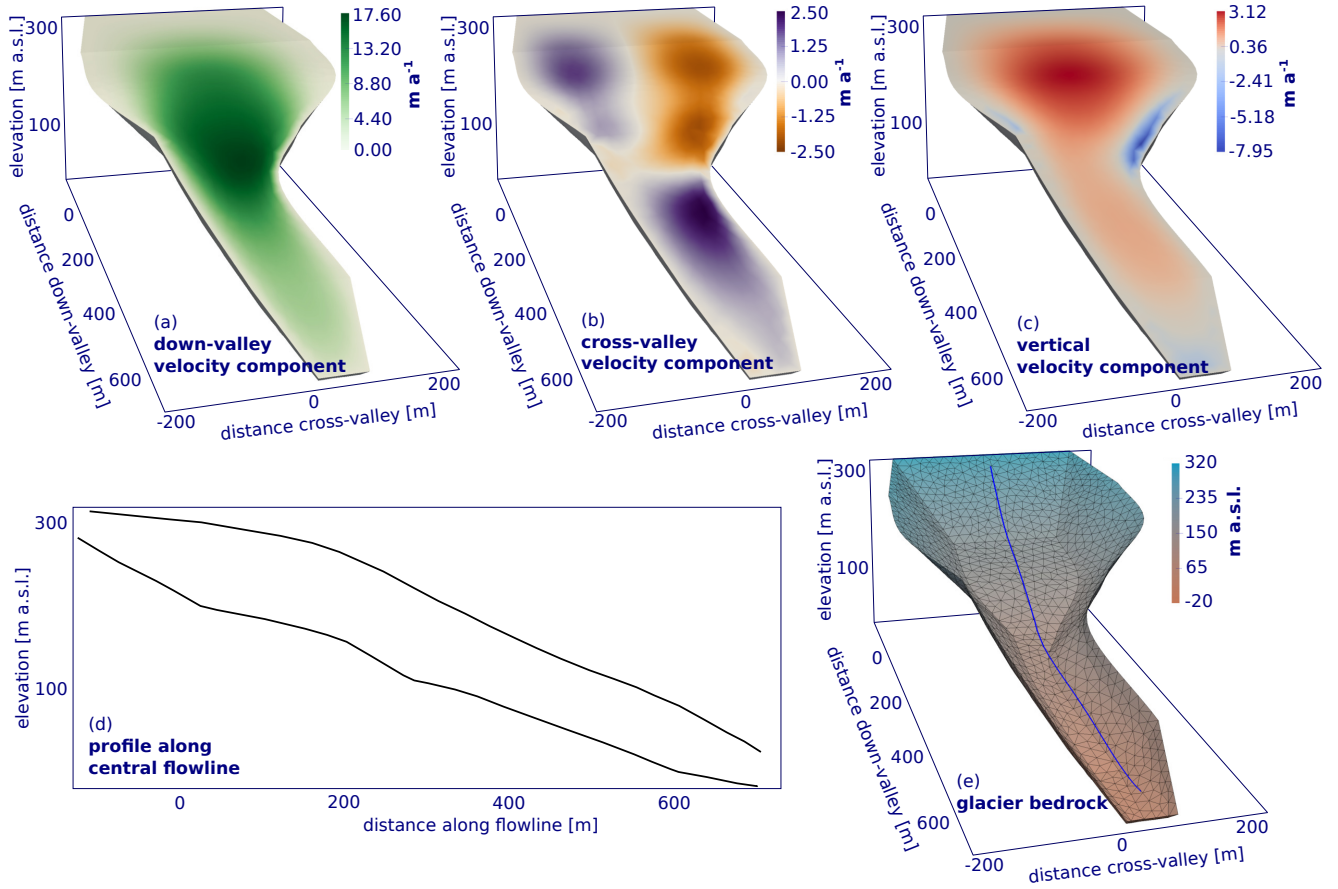 elevation [m a.s.l.]
300
100
0
200
400
600
distance down-valley [m]
-200
0
200
distance cross-valley [m]
17.60
13.20
8.80
4.40
0.00
m a-1
(a)
down-valley
velocity component
elevation [m a.s.l.]
300
100
0
200
400
600
distance down-valley [m]
-200
0
200
distance cross-valley [m]
2.50
1.25
0.00
-1.25
-2.50
m a-1
(b)
cross-valley
velocity component
elevation [m a.s.l.]
300
100
0
200
400
600
distance down-valley [m]
-200
0
200
distance cross-valley [m]
3.12
0.36
-2.41
-5.18
-7.95
m a-1
(c)
vertical
velocity component
elevation [m a.s.l.]
300
100
(d)
profile along
central flowline
0
200
400
600
distance along flowline [m]
elevation [m a.s.l.]
300
100
0
200
400
600
distance down-valley [m]
-200
0
200
distance cross-valley [m]
320
235
150
65
-20
m a.s.l.
(e)
glacier bedrock